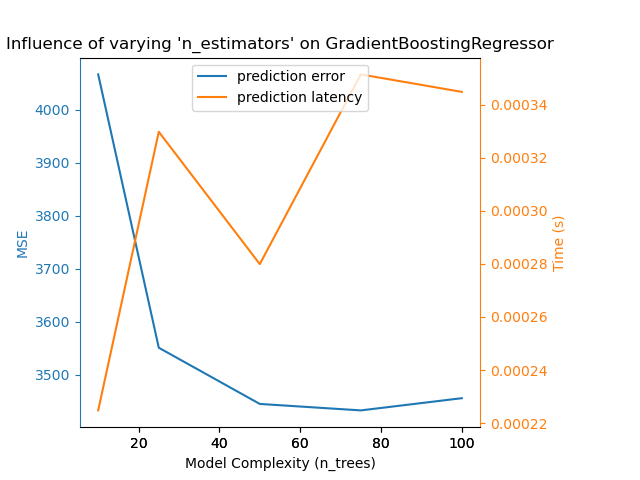 Influence of varying 'n_estimators' on GradientBoostingRegressor
prediction error
prediction latency
4000
3900
3800
3700
3600
3500
MSE
0.00034
0.00032
0.00030
0.00028
0.00026
0.00024
0.00022
Time (s)
20 40 60 80 100
Model Complexity (n_trees)